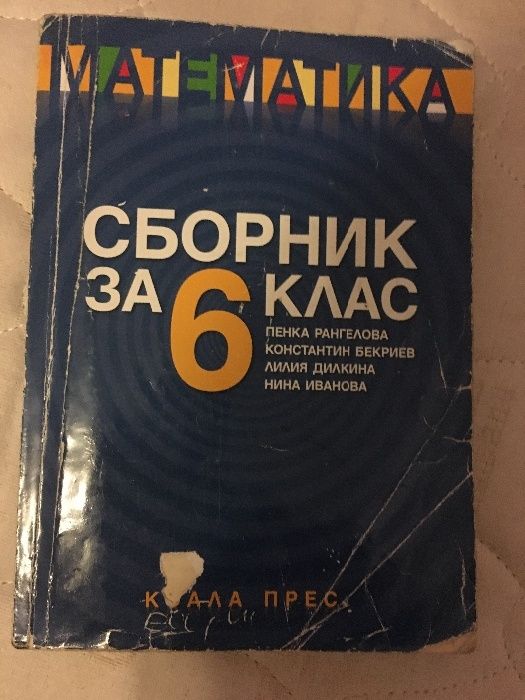 МАТЕМАТИКА
СБОРНИК
ЗА 6 КЛАС
ПЕНКА РАНГЕЛОВА
КОНСТАНТИН БЕКРИЕВ
ЛИЛИЯ ДИЛКИНА
НИНА ИВАНОВА
ПРЕС